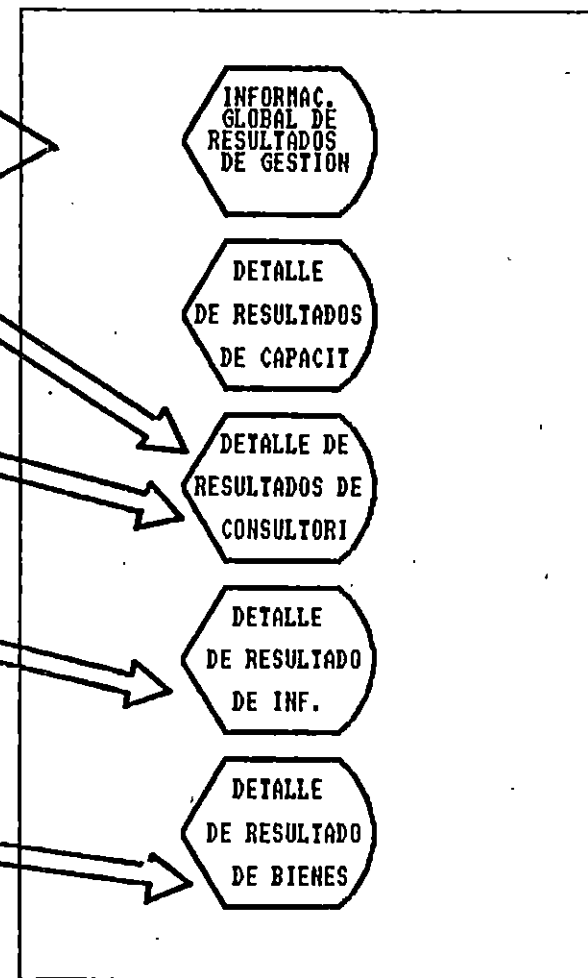 INFORMAC.
GLOBAL DE
RESULTADOS
DE GESTION
DETALLE
DE RESULTADOS
DE CAPACIT
DETALLE DE
RESULTADOS DE
CONSULTORI
DETALLE
DE RESULTADO
DE INF.
DETALLE
DE RESULTADO
DE BIENES